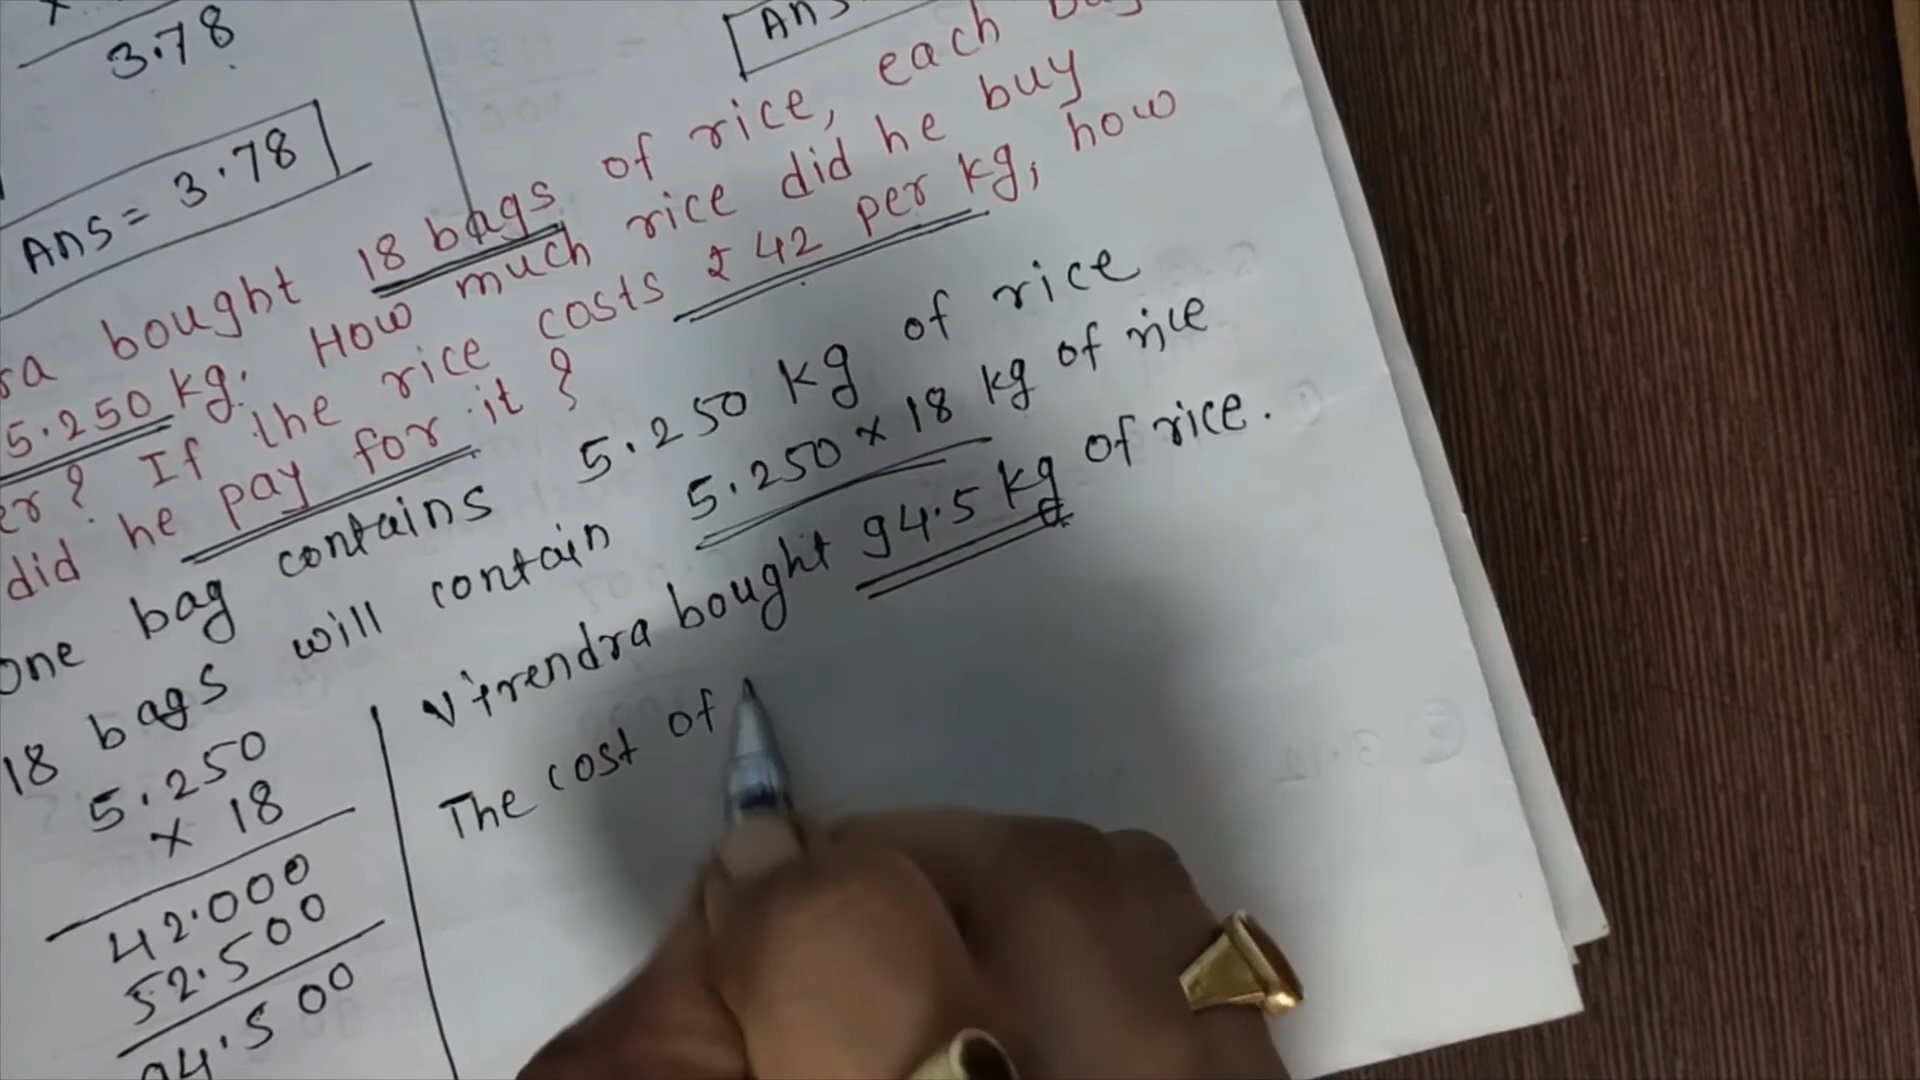 3.78
Ans
Ans = 3.78
bought 18 bags of rice, each
5.250 kg. How much rice did he buy
? If the rice costs ₹ 42 per kg, how
did he pay for it ?
One bag contains 5.250 kg of rice
18 bags will contain 5.250 × 18 kg of rice
Virendra bought 94.5 kg of rice.
The cost of
5.250
× 18
42.000
52.500
94.500